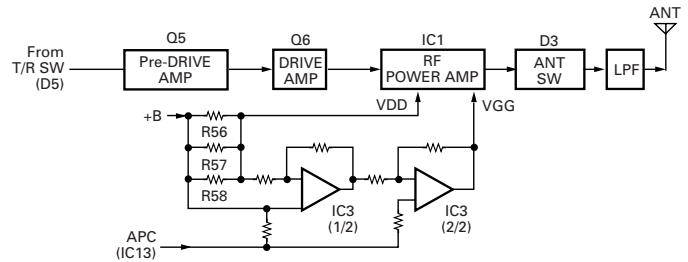 ANT
Q5
Q6
IC1
D3
From
T/R SW
(D5)
Pre-DRIVE
AMP
DRIVE
AMP
RF
POWER AMP
ANT
SW
LPF
VDD
VGG
+B
R56
R57
R58
IC3
(1/2)
IC3
(2/2)
APC
(IC13)